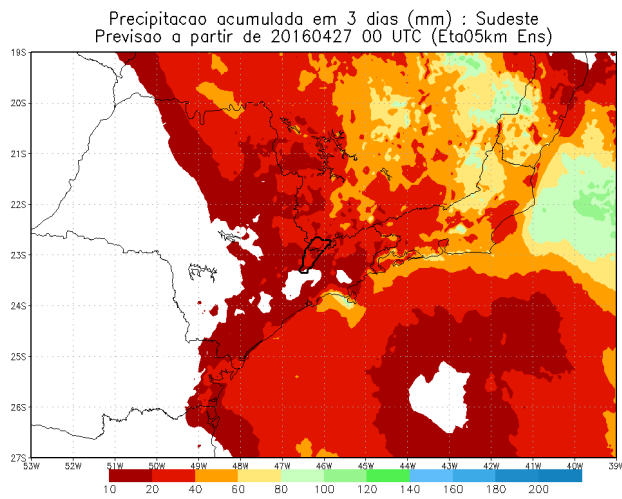 Precipitacao acumulada em 3 dias (mm) : Sudeste
Previsao a partir de 20160427 00 UTC (Eta05km Ens)
19S
20S
21S
22S
23S
24S
25S
26S
27S
53W 52W 51W 50W 49W 48W 47W 46W 45W 44W 43W 42W 41W 40W 39W
10 20 40 60 80 100 120 140 160 180 200